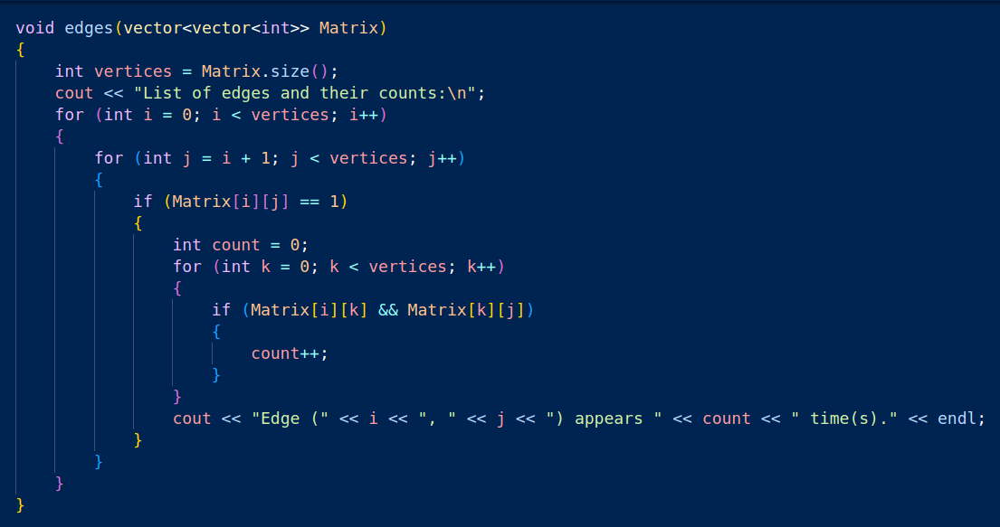 void edges(vector<vector<int>> Matrix)
{
    int vertices = Matrix.size();
    cout << "List of edges and their counts:\n";
    for (int i = 0; i < vertices; i++)
    {
        for (int j = i + 1; j < vertices; j++)
        {
            if (Matrix[i][j] == 1)
            {
                int count = 0;
                for (int k = 0; k < vertices; k++)
                {
                    if (Matrix[i][k] && Matrix[k][j])
                    {
                        count++;
                    }
                }
                cout << "Edge (" << i << ", " << j << ") appears " << count << " time(s)." << endl;
            }
        }
    }
}